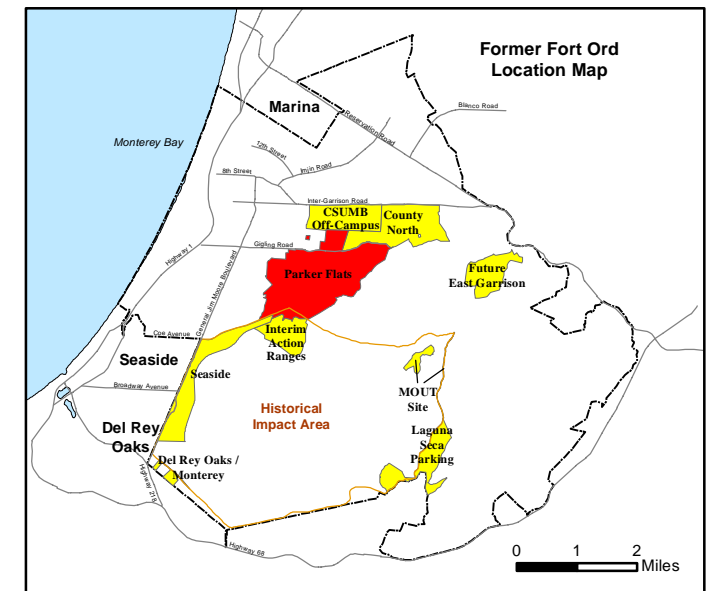 Former Fort Ord
Location Map
Marina
Blanco Road
Reservation Road
Monterey Bay
12th Street
8th Street
Imjin Road
Inter-Garrison Road
CSUMB
Off-Campus
County
North
Gigling Road
Highway 1
General Jim Moore Boulevard
Parker Flats
Future
East Garrison
Coe Avenue
Interim
Action
Ranges
Seaside
Seaside
Broadway Avenue
MOUT
Site
Historical
Impact Area
Del Rey
Oaks
Laguna
Seca
Parking
Del Rey Oaks /
Monterey
Highway 218
Highway 68
0 1 2
Miles